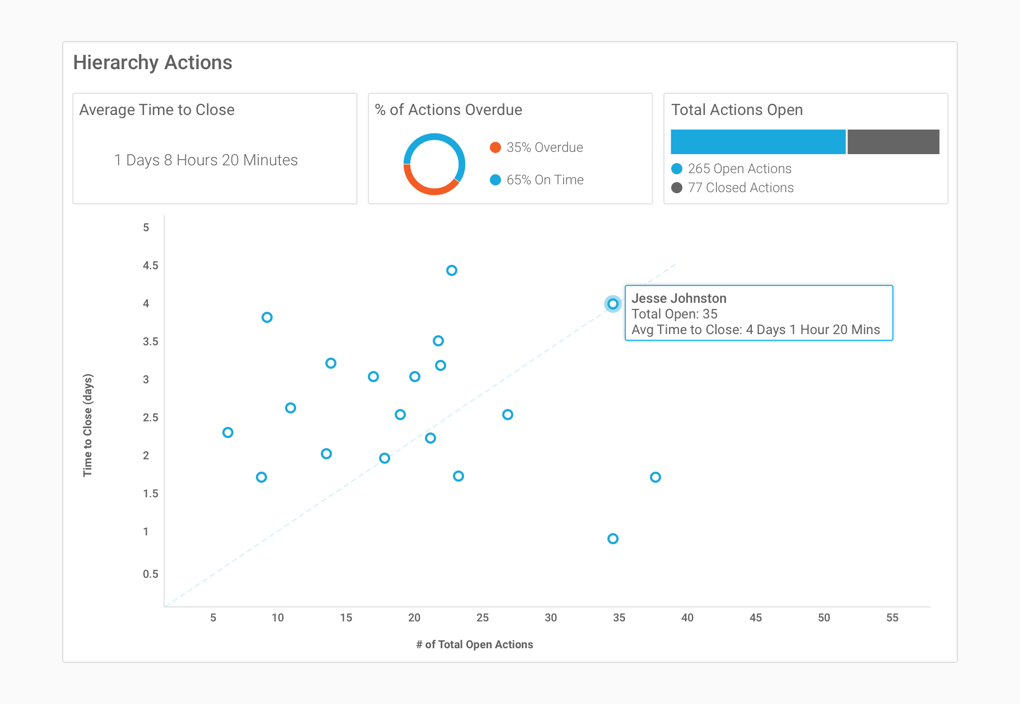 Hierarchy Actions
Average Time to Close
1 Days 8 Hours 20 Minutes
% of Actions Overdue
35% Overdue
65% On Time
Total Actions Open
265 Open Actions
77 Closed Actions
5
4.5
4
3.5
3
2.5
2
1.5
1
0.5
Time to Close (days)
Jesse Johnston
Total Open: 35
Avg Time to Close: 4 Days 1 Hour 20 Mins
5 10 15 20 25 30 35 40 45 50 55
# of Total Open Actions